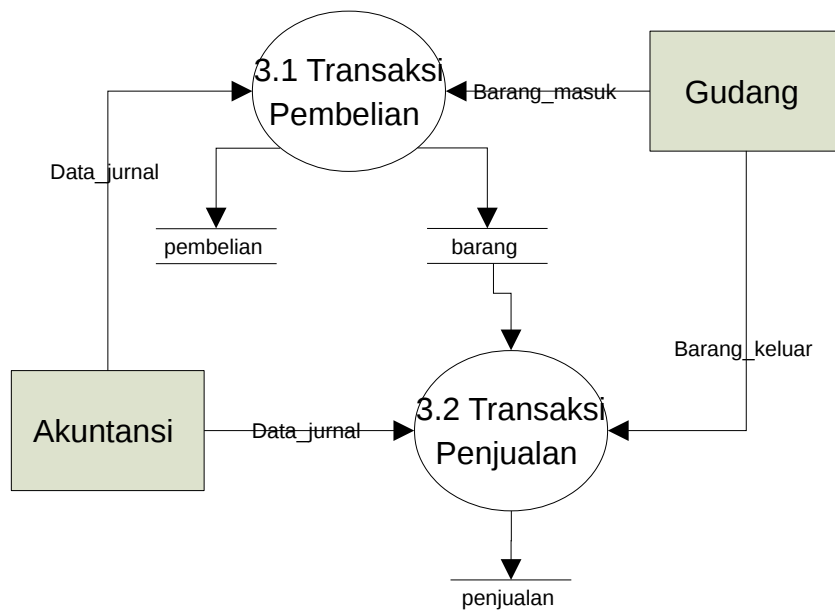 3.1 Transaksi
Pembelian
Barang_masuk
Gudang
Data_jurnal
pembelian
barang
Barang_keluar
Akuntansi
Data_jurnal
3.2 Transaksi
Penjualan
penjualan